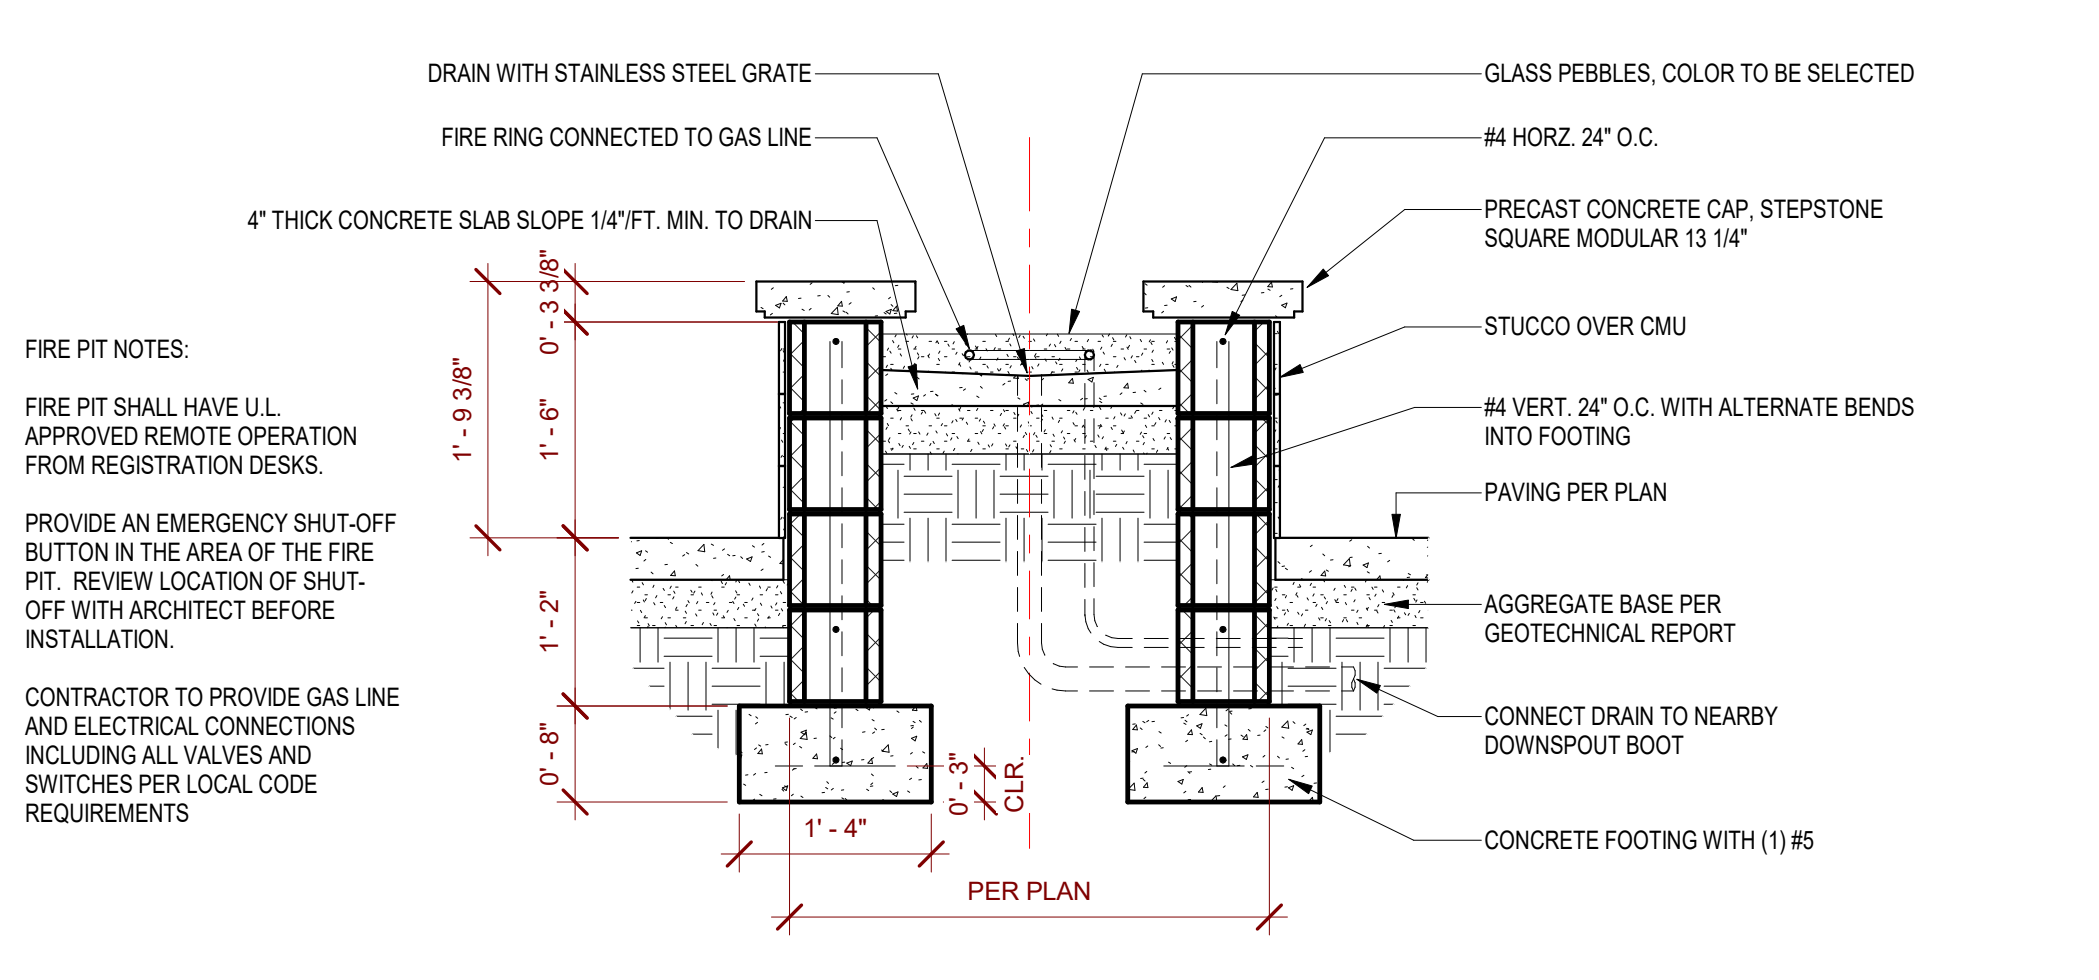 DRAIN WITH STAINLESS STEEL GRATE
FIRE RING CONNECTED TO GAS LINE
4" THICK CONCRETE SLAB SLOPE 1/4"/FT. MIN. TO DRAIN
GLASS PEBBLES, COLOR TO BE SELECTED
#4 HORZ. 24" O.C.
PRECAST CONCRETE CAP, STEPSTONE
SQUARE MODULAR 13 1/4"
STUCCO OVER CMU
#4 VERT. 24" O.C. WITH ALTERNATE BENDS
INTO FOOTING
PAVING PER PLAN
AGGREGATE BASE PER
GEOTECHNICAL REPORT
CONNECT DRAIN TO NEARBY
DOWNSPOUT BOOT
CONCRETE FOOTING WITH (1) #5
FIRE PIT NOTES:
FIRE PIT SHALL HAVE U.L.
APPROVED REMOTE OPERATION
FROM REGISTRATION DESKS.
PROVIDE AN EMERGENCY SHUT-OFF
BUTTON IN THE AREA OF THE FIRE
PIT.  REVIEW LOCATION OF SHUT-
OFF WITH ARCHITECT BEFORE
INSTALLATION.
CONTRACTOR TO PROVIDE GAS LINE
AND ELECTRICAL CONNECTIONS
INCLUDING ALL VALVES AND
SWITCHES PER LOCAL CODE
REQUIREMENTS
1' - 9 3/8"
0' - 3 3/8"
1' - 6"
1' - 2"
0' - 8"
0' - 3"
CLR.
1' - 4"
PER PLAN